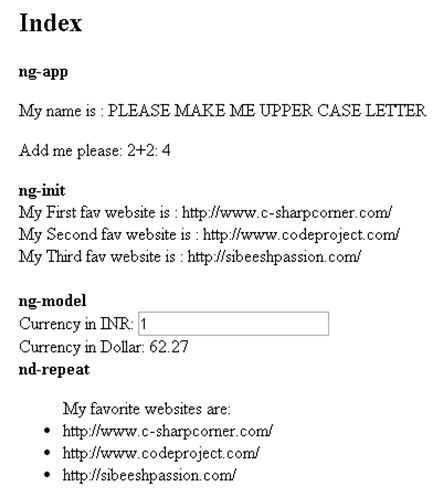 Index
ng-app
My name is : PLEASE MAKE ME UPPER CASE LETTER
Add me please: 2+2: 4
ng-init
My First fav website is : http://www.c-sharpcorner.com/
My Second fav website is : http://www.codeproject.com/
My Third fav website is : http://sibeeshpassion.com/
ng-model
Currency in INR: 1
Currency in Dollar: 62.27
nd-repeat
My favorite websites are:
• http://www.c-sharpcorner.com/
• http://www.codeproject.com/
• http://sibeeshpassion.com/